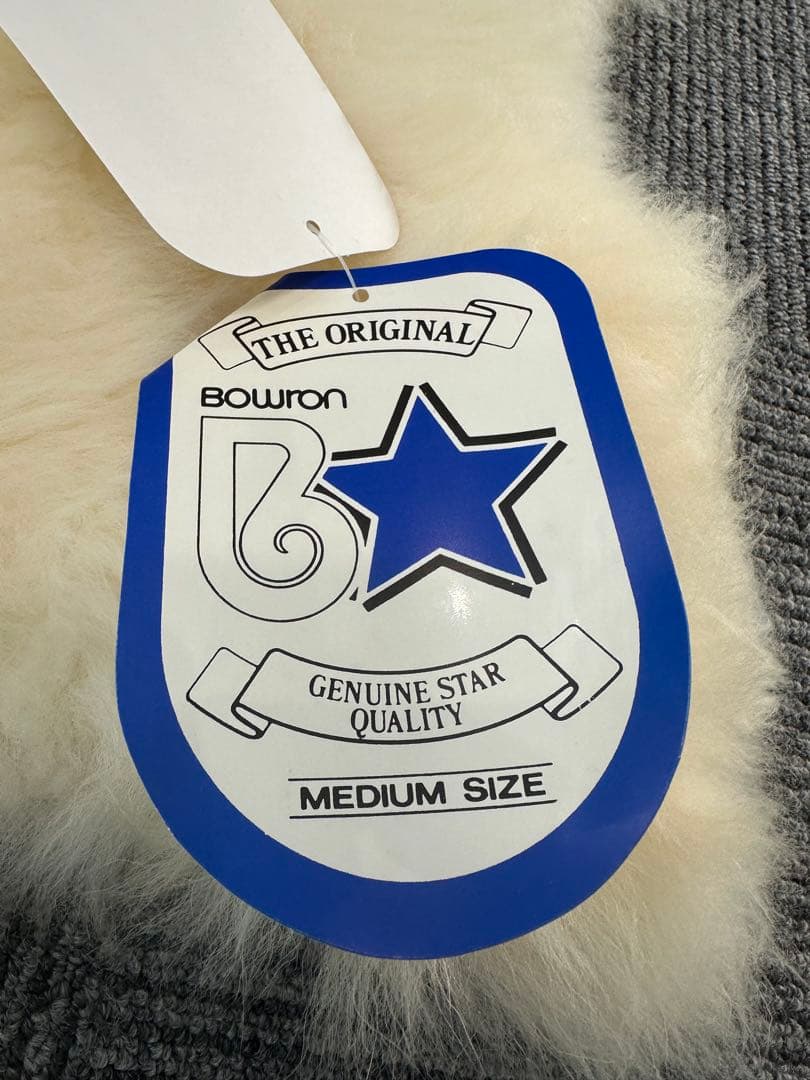 THE ORIGINAL
Bowron
B
GENUINE STAR
QUALITY
MEDIUM SIZE